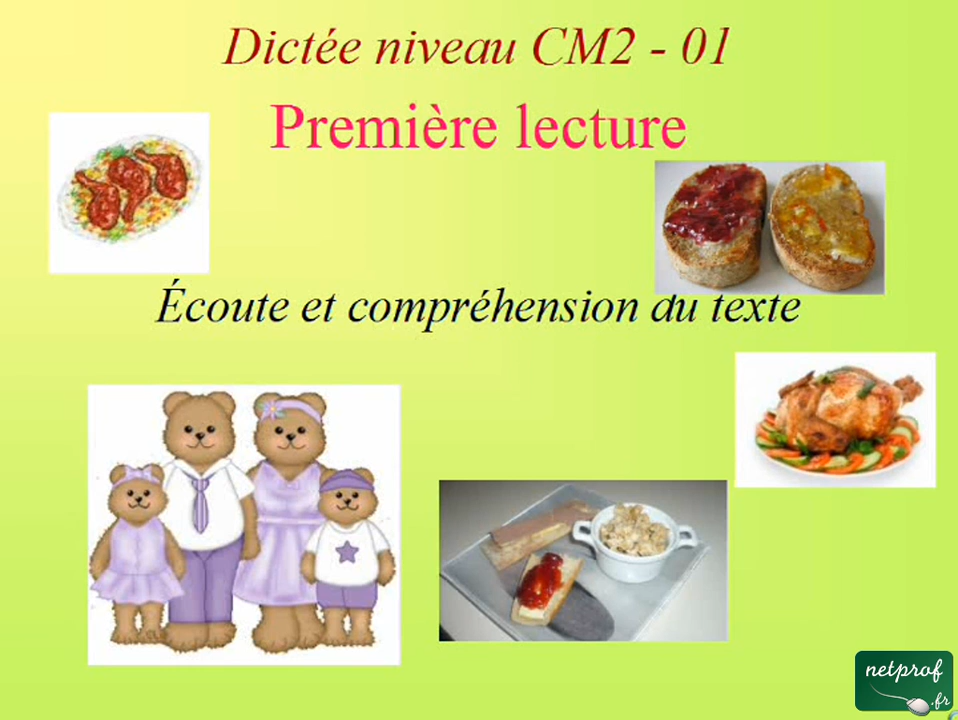 Dictée niveau CM2 - 01
Première lecture
Écoute et compréhension du texte
netprof
.fr